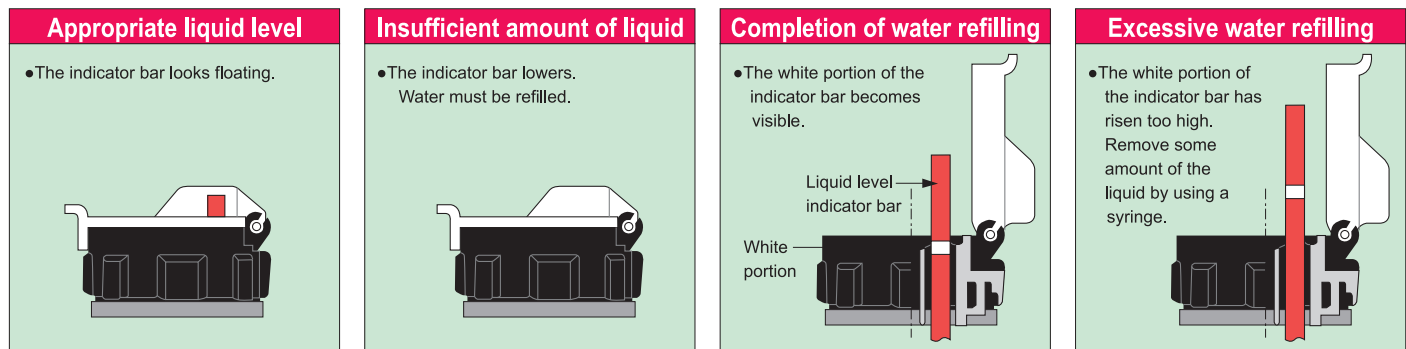 Appropriate liquid level
●The indicator bar looks floating.
Insufficient amount of liquid
●The indicator bar lowers.
Water must be refilled.
Completion of water refilling
●The white portion of the
indicator bar becomes
visible.
Liquid level
indicator bar
White
portion
Excessive water refilling
●The white portion of
the indicator bar has
risen too high.
Remove some
amount of the
liquid by using a
syringe.